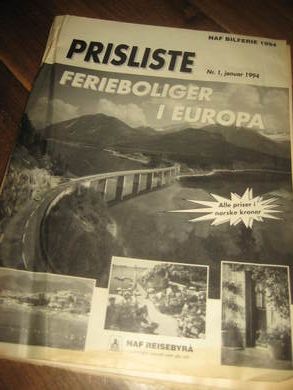 NAF BILFERIE 1994
PRISLISTE
Nr. 1, januar 1994
FERIEBOLIGER
I EUROPA
Alle priser i
norske kroner
NAF REISEBYRÅ